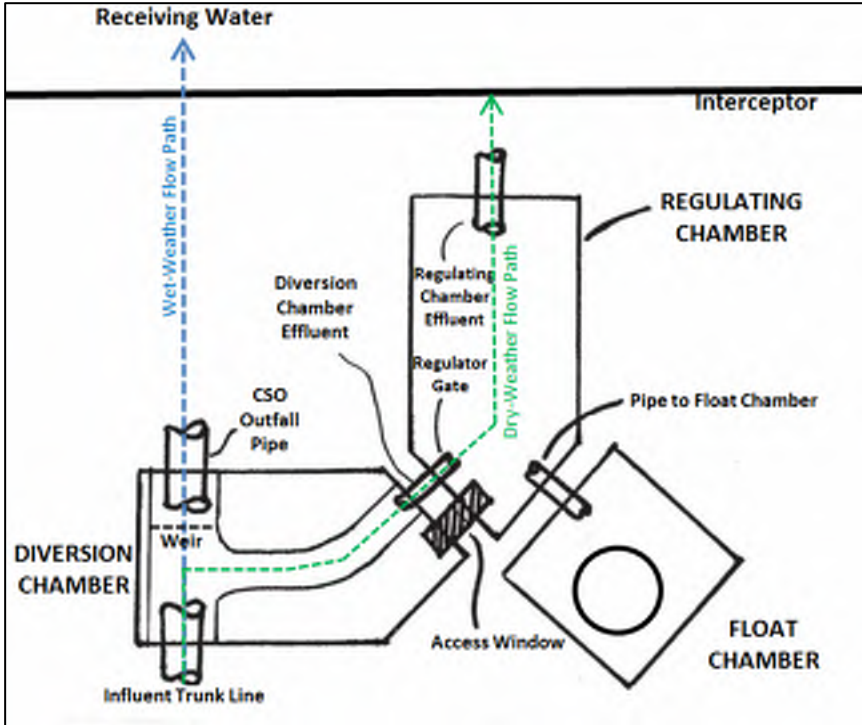 Receiving Water
Interceptor
Wet-Weather Flow Path
REGULATING
CHAMBER
Regulating
Chamber
Effluent
Dry-Weather Flow Path
Diversion
Chamber
Effluent
Regulator
Gate
CSO
Outfall
Pipe
Pipe to Float Chamber
Weir
DIVERSION
CHAMBER
Access Window
FLOAT
CHAMBER
Influent Trunk Line